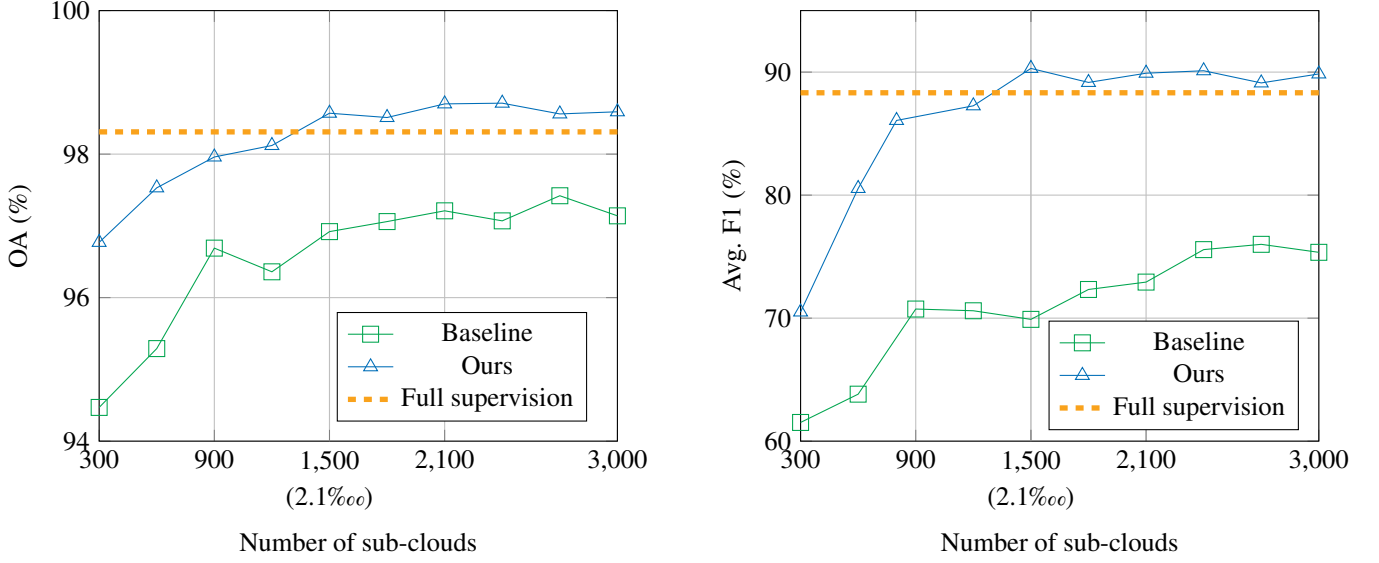 100
98
96
94
OA (%)
300 900 1,500 2,100 3,000
(2.1‱)
Number of sub-clouds
Baseline
Ours
Full supervision
90
80
70
60
Avg. F1 (%)
300 900 1,500 2,100 3,000
(2.1‱)
Number of sub-clouds
Baseline
Ours
Full supervision